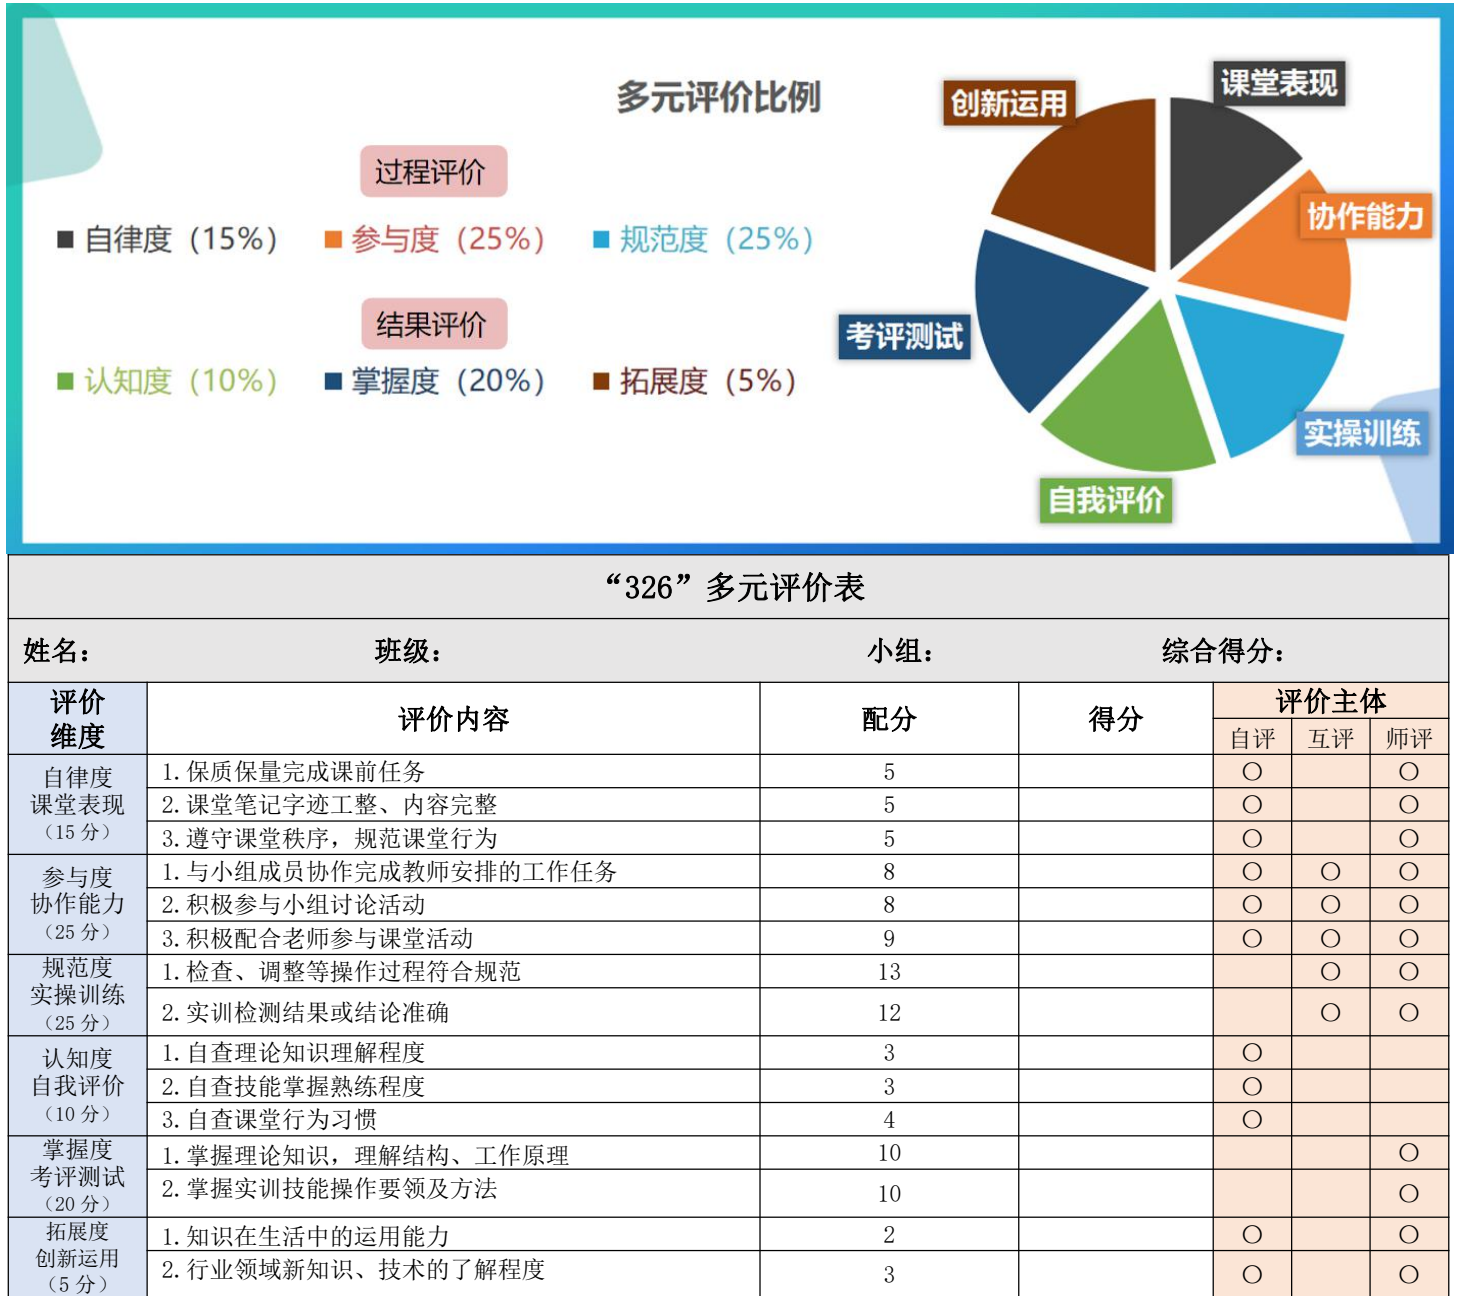 多元评价比例
过程评价
自律度（15%） 参与度（25%） 规范度（25%）
结果评价
认知度（10%） 掌握度（20%） 拓展度（5%）
创新运用
课堂表现
协作能力
考评测试
实操训练
自我评价
“326”多元评价表
姓名： 班级： 小组： 综合得分：
评价
维度
评价内容 配分 得分 评价主体
自评 互评 师评
自律度
课堂表现
（15 分）
1.保质保量完成课前任务 5 〇 〇
2.课堂笔记字迹工整、内容完整 5 〇 〇
3.遵守课堂秩序，规范课堂行为 5 〇 〇
参与度
协作能力
（25 分）
1.与小组成员协作完成教师安排的工作任务 8 〇 〇 〇
2.积极参与小组讨论活动 8 〇 〇 〇
3.积极配合老师参与课堂活动 9 〇 〇 〇
规范度
实操训练
（25 分）
1.检查、调整等操作过程符合规范 13 〇 〇
2.实训检测结果或结论准确 12 〇 〇
认知度
自我评价
（10 分）
1.自查理论知识理解程度 3 〇
2.自查技能掌握熟练程度 3 〇
3.自查课堂行为习惯 4 〇
掌握度
考评测试
（20 分）
1.掌握理论知识，理解结构、工作原理 10 〇
2.掌握实训技能操作要领及方法 10 〇
拓展度
创新运用
（5 分）
1.知识在生活中的运用能力 2 〇 〇
2.行业领域新知识、技术的了解程度 3 〇 〇